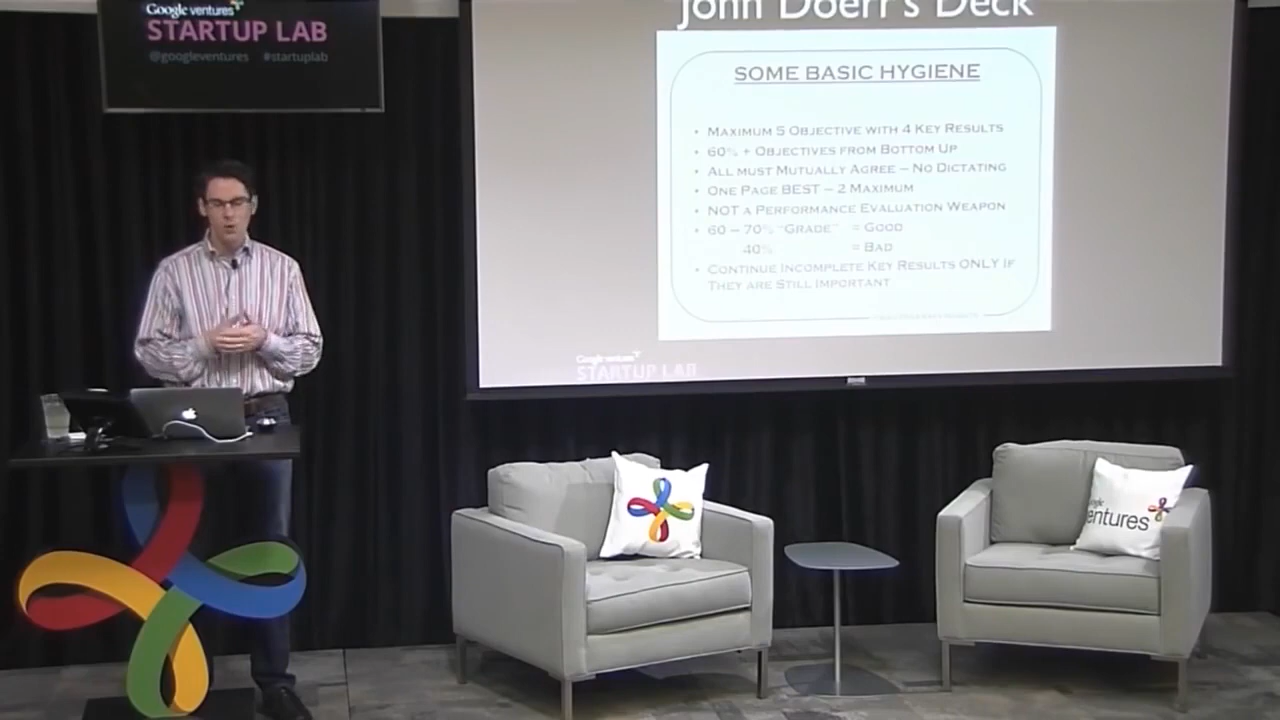 Google ventures
STARTUP LAB
@googleventures #startuplab
John Doerr's Deck
SOME BASIC HYGIENE
• MAXIMUM 5 OBJECTIVE WITH 4 KEY RESULTS
• 60% + OBJECTIVES FROM BOTTOM UP
• ALL MUST MUTUALLY AGREE – NO DICTATING
• ONE PAGE BEST – 2 MAXIMUM
• NOT A PERFORMANCE EVALUATION WEAPON
• 60 – 70% "GRADE" = GOOD
40% = BAD
• CONTINUE INCOMPLETE KEY RESULTS ONLY IF
THEY ARE STILL IMPORTANT
Google ventures
STARTUP LAB
Google
ventures